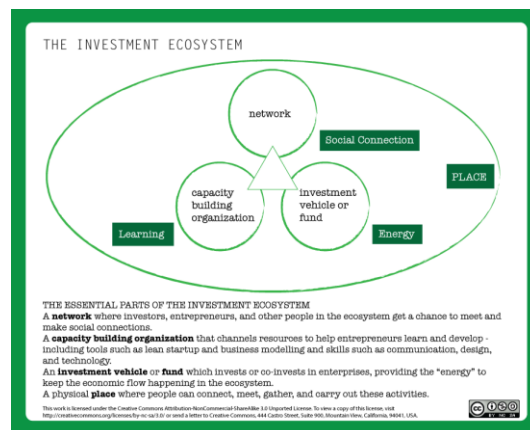 THE INVESTMENT ECOSYSTEM
network
Social Connection
PLACE
capacity
building
organization
investment
vehicle or
fund
Learning
Energy
THE ESSENTIAL PARTS OF THE INVESTMENT ECOSYSTEM
A network where investors, entrepreneurs, and other people in the ecosystem get a chance to meet and
make social connections.
A capacity building organization that channels resources to help entrepreneurs learn and develop -
including tools such as lean startup and business modelling and skills such as communication, design,
and technology.
An investment vehicle or fund which invests or co-invests in enterprises, providing the “energy” to
keep the economic flow happening in the ecosystem.
A physical place where people can connect, meet, gather, and carry out these activities.
This work is licensed under the Creative Commons Attribution-NonCommercial-ShareAlike 3.0 Unported License. To view a copy of this license, visit
http://creativecommons.org/licenses/by-nc-sa/3.0/ or send a letter to Creative Commons, 444 Castro Street, Suite 900, Mountain View, California, 94041, USA.
cc
BY NC SA